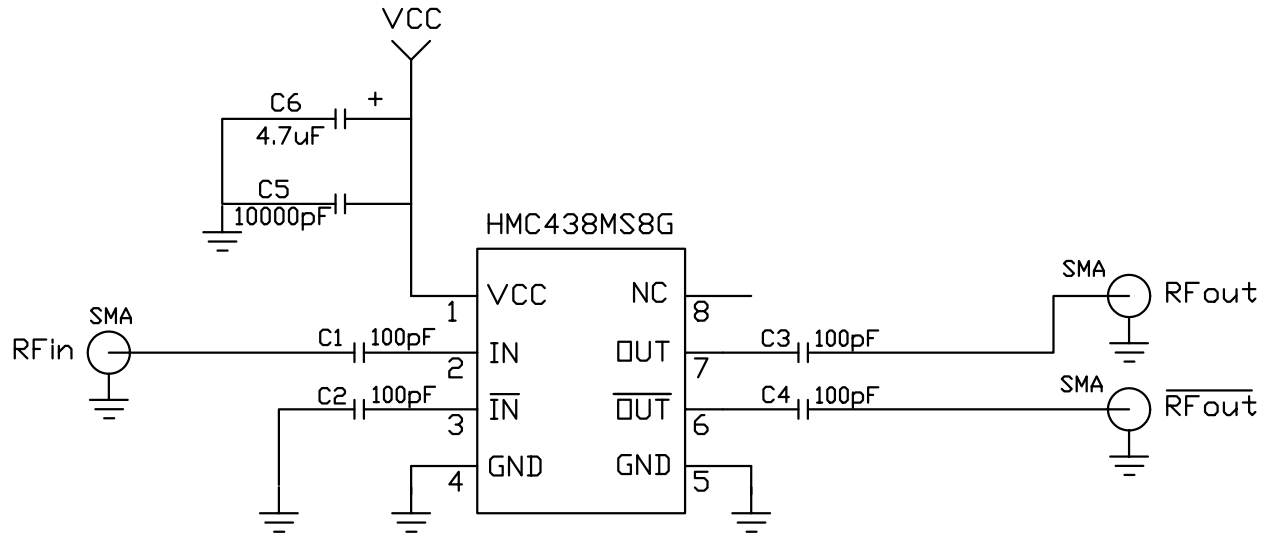 VCC
C6
+
4.7uF
C5
10000pF
HMC438MS8G
VCC
NC
1
8
SMA
RFout
SMA
RFin
C1 100pF
IN
OUT
C3 100pF
2
7
C2 100pF
IN
OUT
C4 100pF
SMA
RFout
3
6
GND
GND
4
5